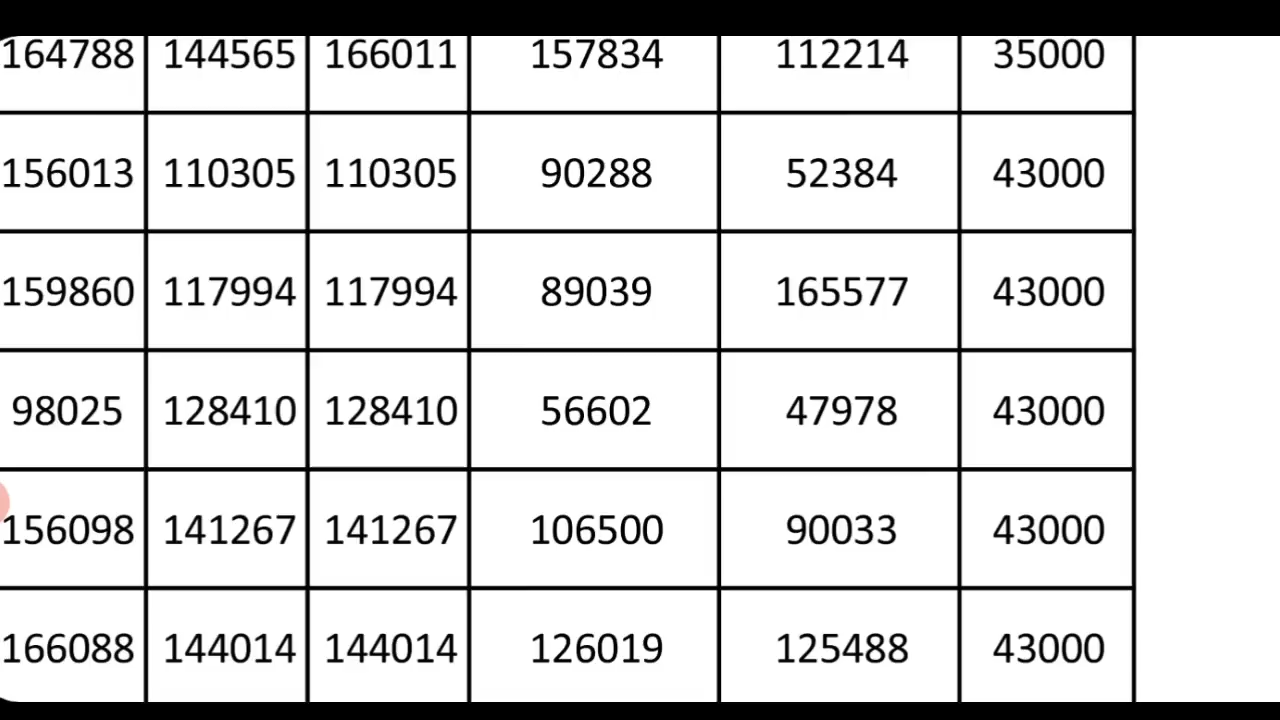 164788 144565 166011 157834 112214 35000
156013 110305 110305 90288 52384 43000
159860 117994 117994 89039 165577 43000
98025 128410 128410 56602 47978 43000
156098 141267 141267 106500 90033 43000
166088 144014 144014 126019 125488 43000